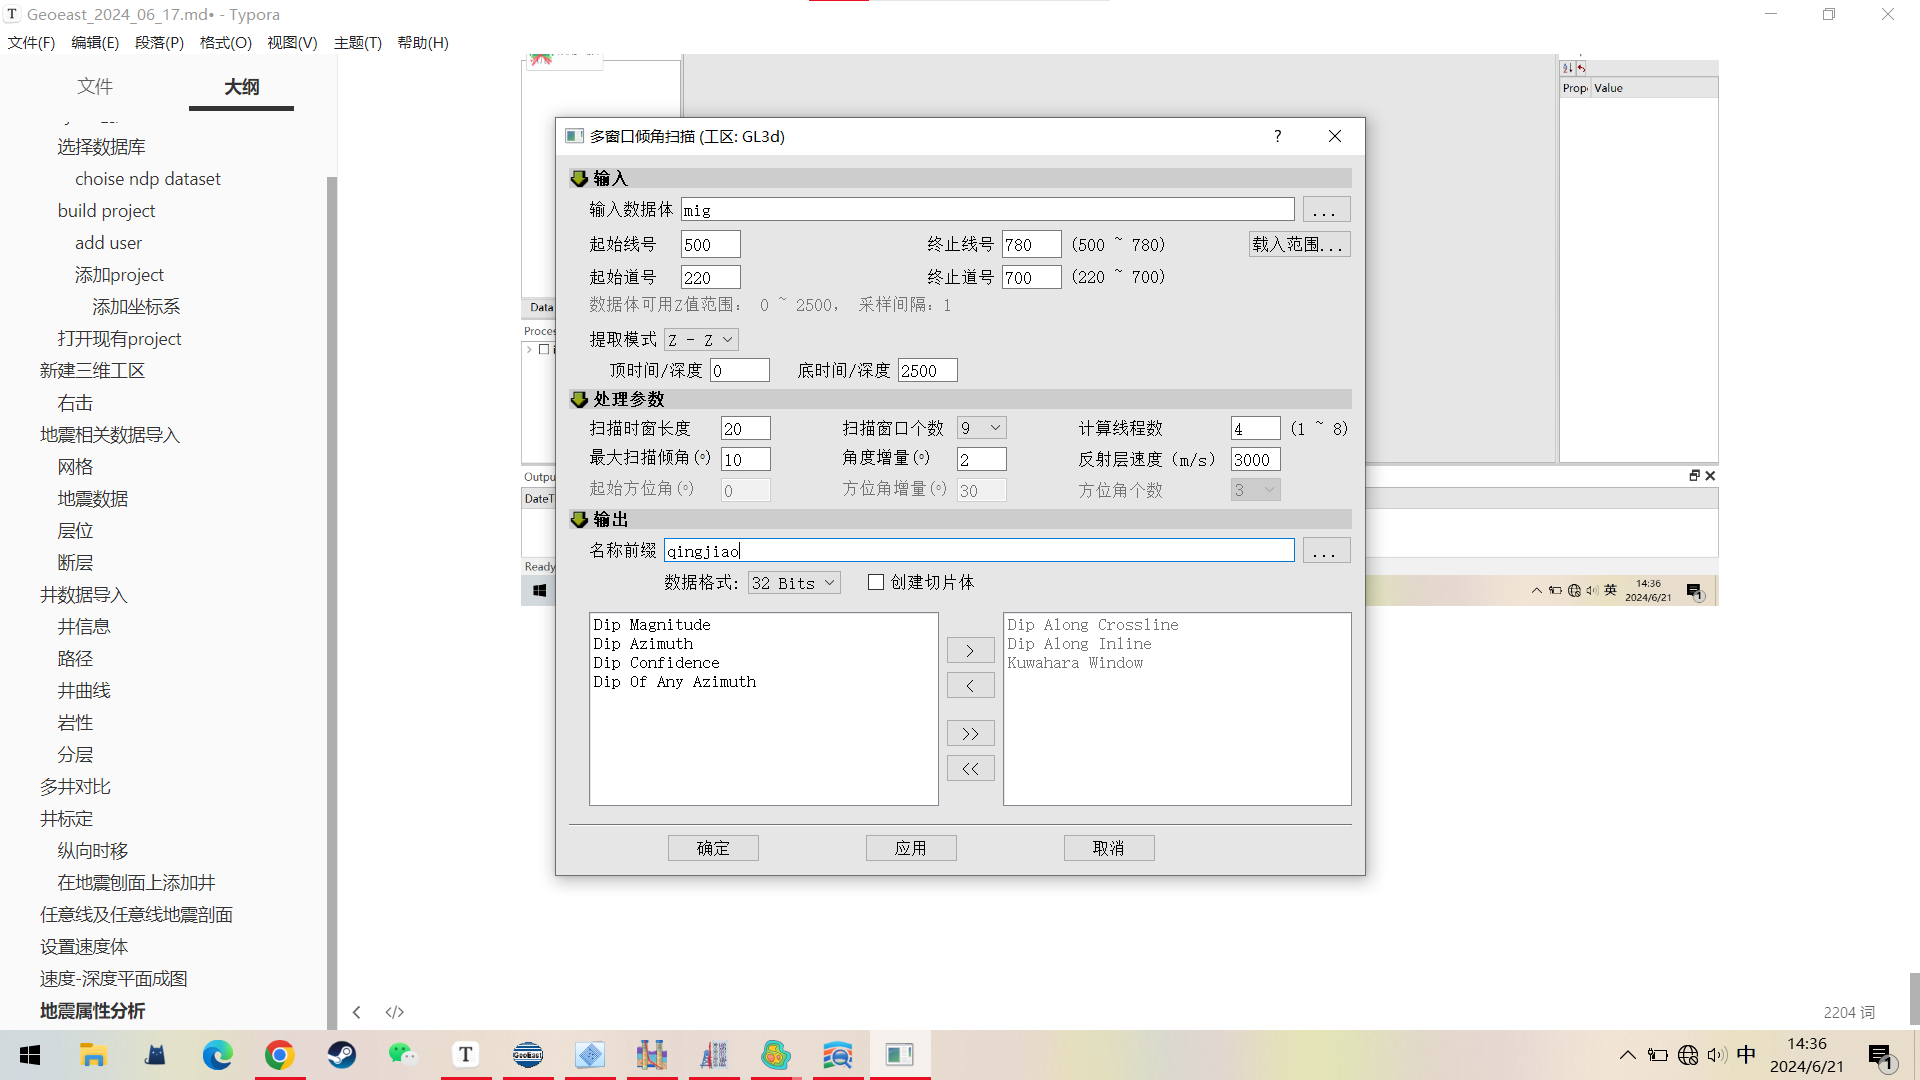 Geoeast_2024_06_17.md• - Typora
文件(F) 编辑(E) 段落(P) 格式(O) 视图(V) 主题(T) 帮助(H)
文件 大纲
选择数据库
choise ndp dataset
build project
add user
添加project
添加坐标系
打开现有project
新建三维工区
右击
地震相关数据导入
网格
地震数据
层位
断层
井数据导入
井信息
路径
井曲线
岩性
分层
多井对比
井标定
纵向时移
在地震刨面上添加井
任意线及任意线地震剖面
设置速度体
速度-深度平面成图
地震属性分析
Prop Value
Data
Proces
Outpu
DateT
Ready
多窗口倾角扫描 (工区: GL3d)
输入
输入数据体 mig ...
起始线号 500 终止线号 780 (500 ~ 780) 载入范围...
起始道号 220 终止道号 700 (220 ~ 700)
数据体可用Z值范围: 0 ~ 2500, 采样间隔: 1
提取模式 Z - Z
顶时间/深度 0 底时间/深度 2500
处理参数
扫描时窗长度 20 扫描窗口个数 9 计算线程数 4 (1 ~ 8)
最大扫描倾角(º) 10 角度增量(º) 2 反射层速度 (m/s) 3000
起始方位角(º) 0 方位角增量(º) 30 方位角个数 3
输出
名称前缀 qingjiao ...
数据格式: 32 Bits 创建切片体
Dip Magnitude
Dip Azimuth
Dip Confidence
Dip Of Any Azimuth
>
<
>>
<<
Dip Along Crossline
Dip Along Inline
Kuwahara Window
确定 应用 取消
英 14:36
2024/6/21
1
2204 词
T GeoEast
中 14:36
2024/6/21
1